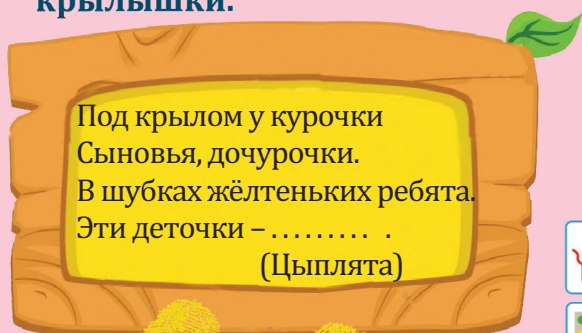 крылышки.
Под крылом у курочки
Сыновья, дочурочки.
В шубках жёлтеньких ребята.
Эти деточки – ......... .
(Цыплята)